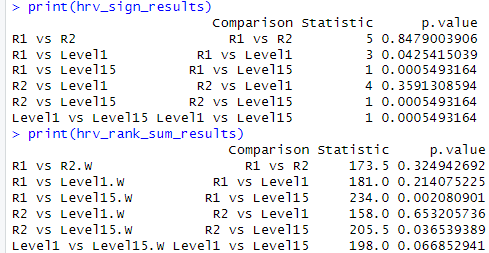 > print(hrv_sign_results)
Comparison Statistic p.value
R1 vs R2 R1 vs R2 5 0.8479003906
R1 vs Level1 R1 vs Level1 3 0.0425415039
R1 vs Level15 R1 vs Level15 1 0.0005493164
R2 vs Level1 R2 vs Level1 4 0.3591308594
R2 vs Level15 R2 vs Level15 1 0.0005493164
Level1 vs Level15 Level1 vs Level15 1 0.0005493164
> print(hrv_rank_sum_results)
Comparison Statistic p.value
R1 vs R2.W R1 vs R2 173.5 0.324942692
R1 vs Level1.W R1 vs Level1 181.0 0.214075225
R1 vs Level15.W R1 vs Level15 234.0 0.002080901
R2 vs Level1.W R2 vs Level1 158.0 0.653205736
R2 vs Level15.W R2 vs Level15 205.5 0.036539389
Level1 vs Level15.W Level1 vs Level15 198.0 0.066852941